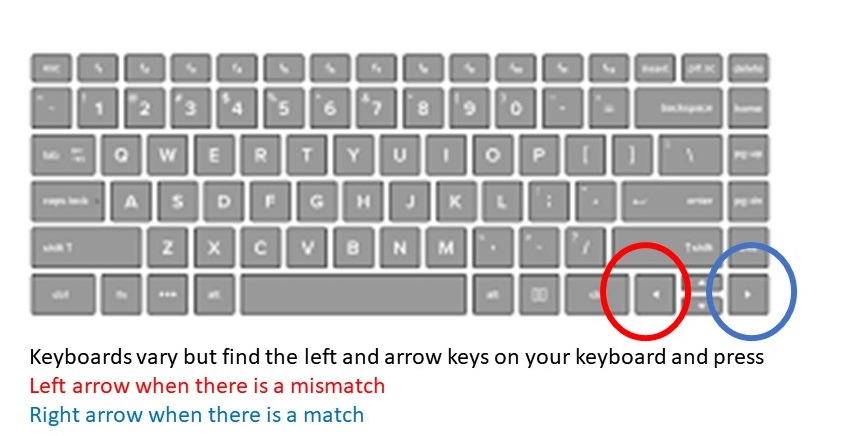 esc
1 2 3 4 5 6 7 8 9 0 backspace home
tab Q W E R T Y U I O P [ ] \ pg up
caps lock A S D F G H J K L ; enter pg dn
shift T Z X C V B N M / T shift
ctrl fn ••• alt alt
Keyboards vary but find the left and arrow keys on your keyboard and press
Left arrow when there is a mismatch
Right arrow when there is a match